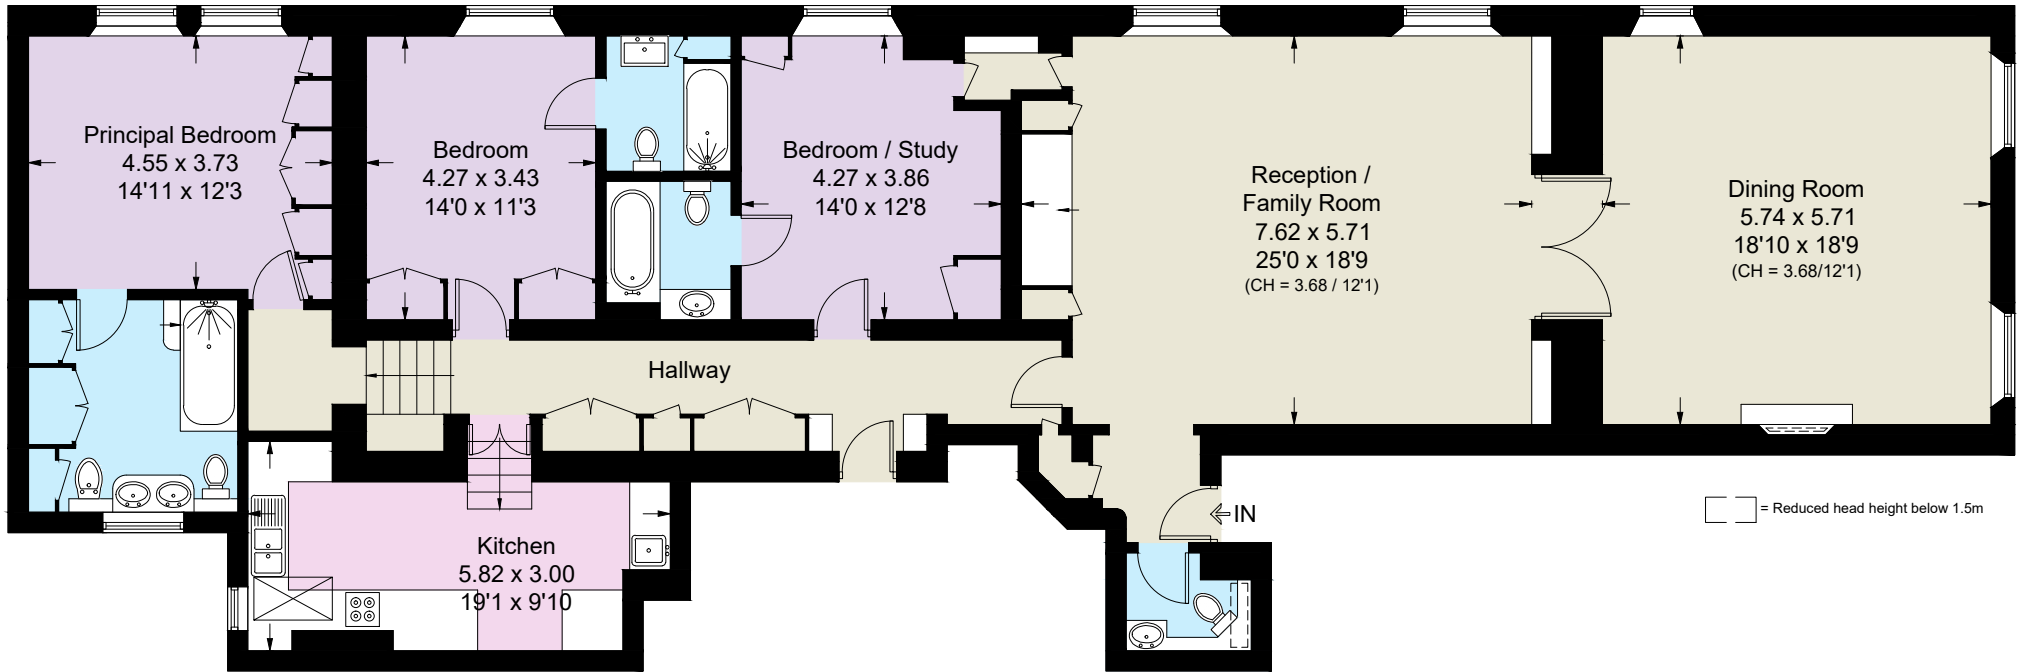 Principal Bedroom
4.55 x 3.73
14'11 x 12'3
Bedroom
4.27 x 3.43
14'0 x 11'3
Bedroom / Study
4.27 x 3.86
14'0 x 12'8
Reception /
Family Room
7.62 x 5.71
25'0 x 18'9
(CH = 3.68 / 12'1)
Dining Room
5.74 x 5.71
18'10 x 18'9
(CH = 3.68/12'1)
Hallway
Kitchen
5.82 x 3.00
19'1 x 9'10
IN
= Reduced head height below 1.5m